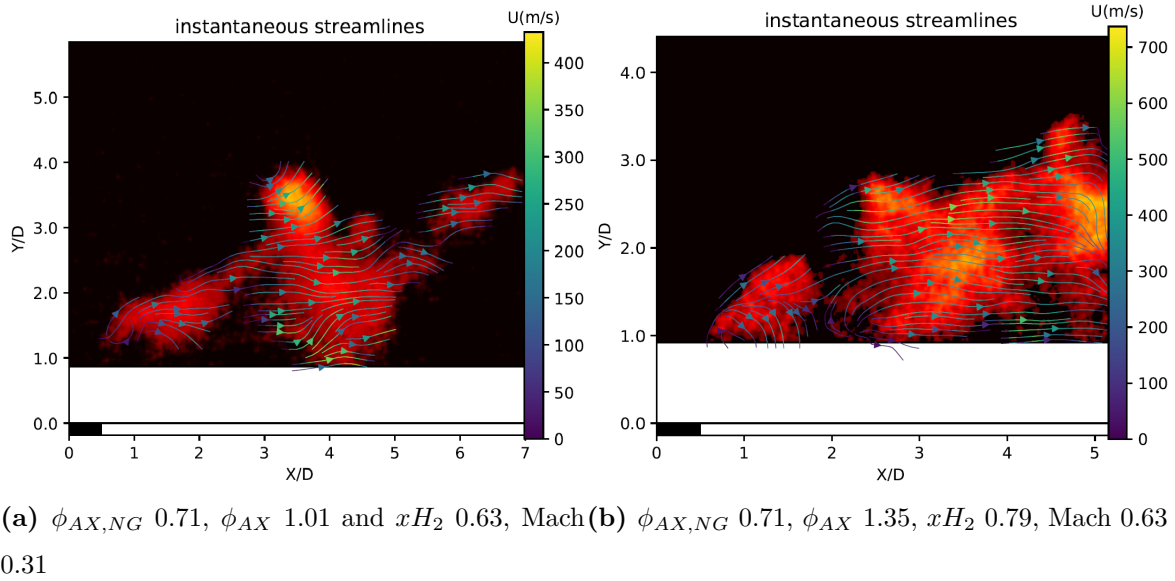 instantaneous streamlines
U(m/s)
5.0
4.0
3.0
2.0
1.0
0.0
Y/D
0 1 2 3 4 5 6 7
X/D
400
350
300
250
200
150
100
50
0
instantaneous streamlines
U(m/s)
4.0
3.0
2.0
1.0
0.0
Y/D
0 1 2 3 4 5
X/D
700
600
500
400
300
200
100
0
(a) ϕ_{AX,NG} 0.71, ϕ_{AX} 1.01 and xH_2 0.63, Mach
0.31
(b) ϕ_{AX,NG} 0.71, ϕ_{AX} 1.35, xH_2 0.79, Mach 0.63